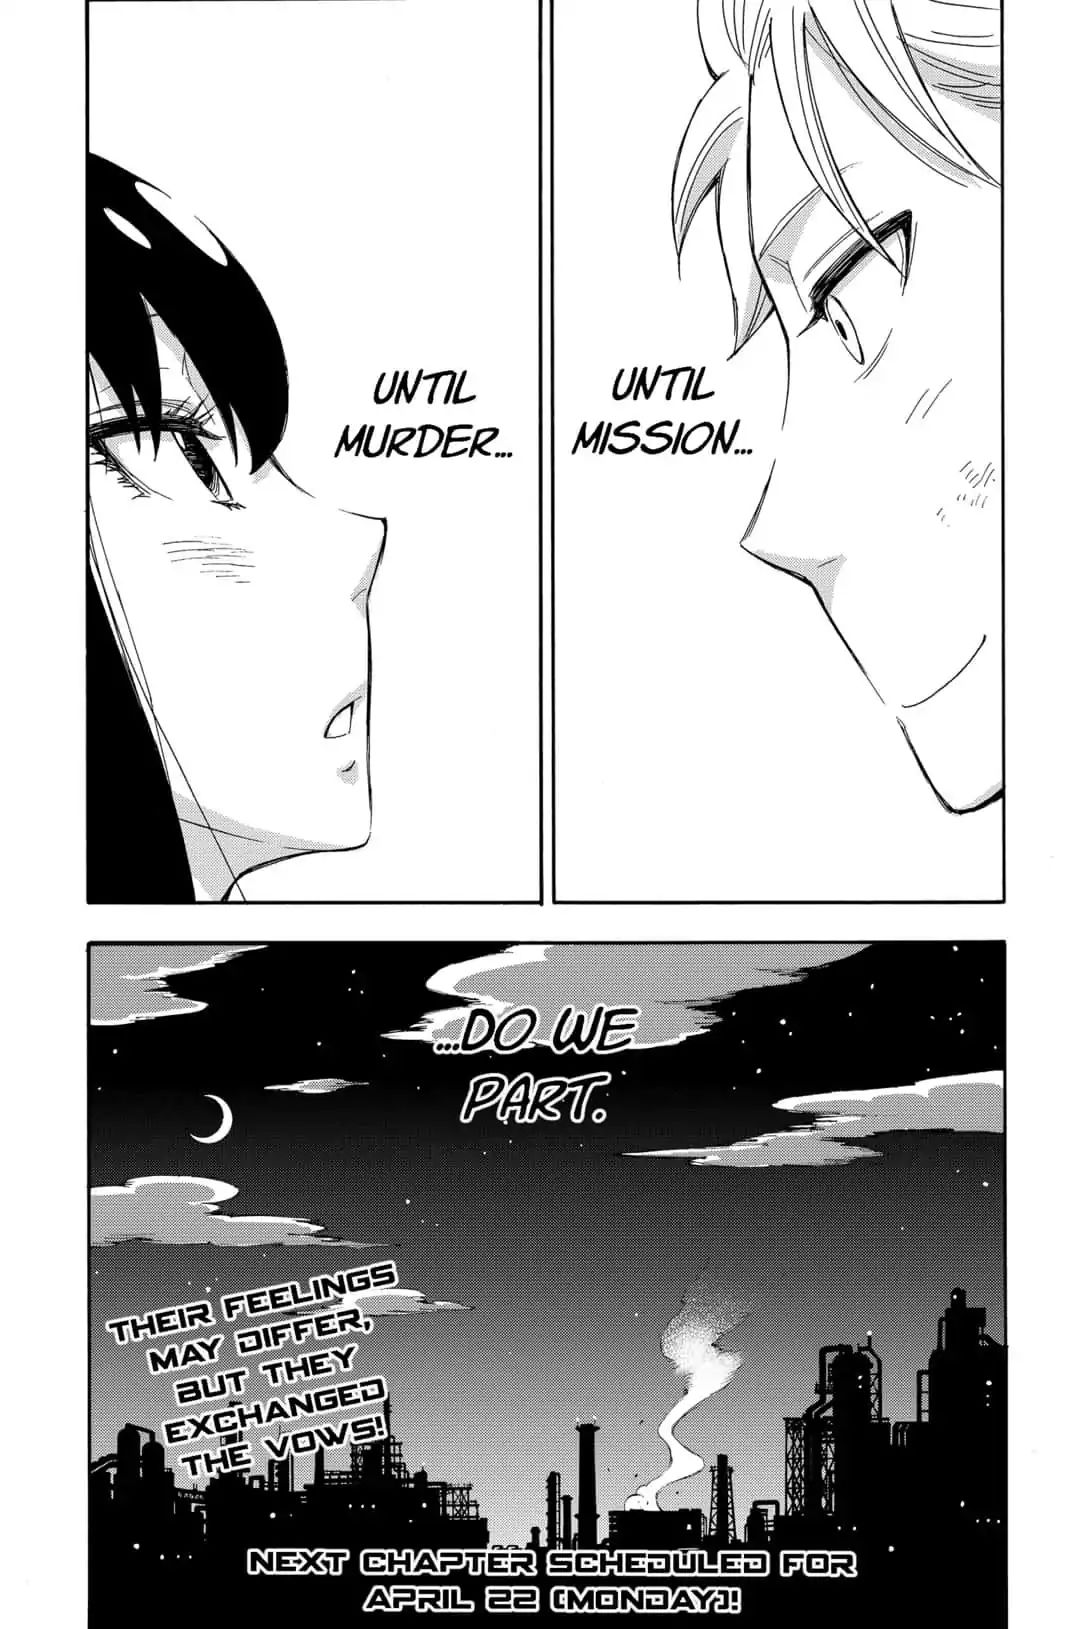 UNTIL
MURDER...
UNTIL
MISSION...
...DO WE
PART.
THEIR FEELINGS
MAY DIFFER,
BUT THEY
EXCHANGED
THE VOWS!
NEXT CHAPTER SCHEDULED FOR
APRIL 22 (MONDAY)!